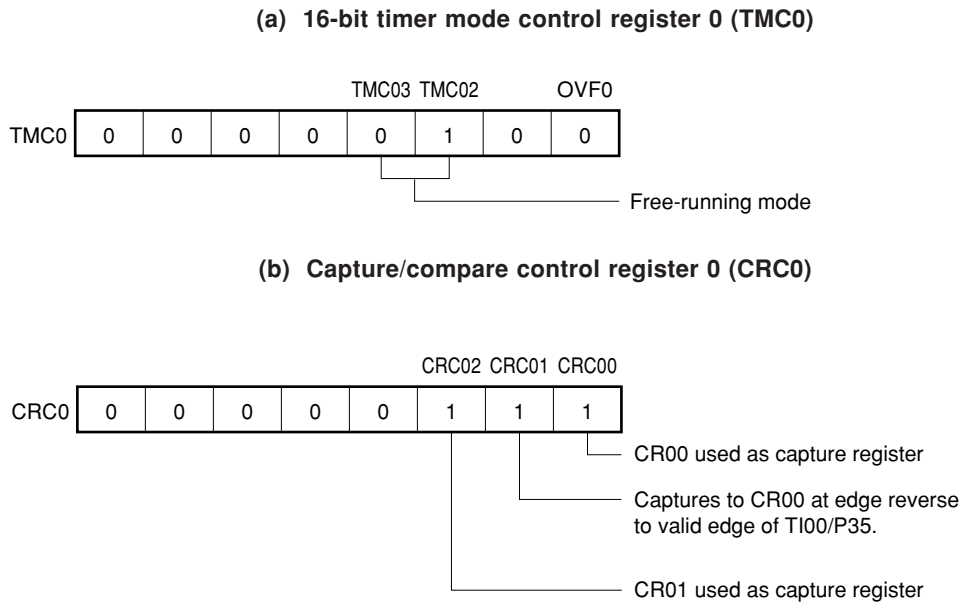 (a) 16-bit timer mode control register 0 (TMC0)
TMC03 TMC02 OVF0
TMC0 0 0 0 0 0 1 0 0
Free-running mode
(b) Capture/compare control register 0 (CRC0)
CRC02 CRC01 CRC00
CRC0 0 0 0 0 0 1 1 1
CR00 used as capture register
Captures to CR00 at edge reverse
to valid edge of TI00/P35.
CR01 used as capture register